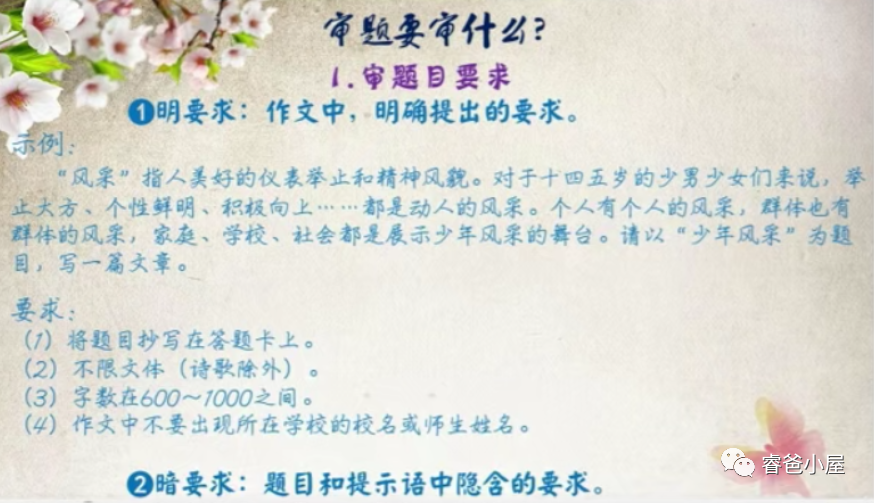 审题要审什么?
1.审题目要求
❶明要求：作文中，明确提出的要求。
示例：
“风采”指人美好的仪表举止和精神风貌。对于十四五岁的少男少女们来说，举
止大方、个性鲜明、积极向上……都是动人的风采。个人有个人的风采，群体也有
群体的风采，家庭、学校、社会都是展示少年风采的舞台。请以“少年风采”为题
目，写一篇文章。
要求：
（1）将题目抄写在答题卡上。
（2）不限文体（诗歌除外）。
（3）字数在600～1000之间。
（4）作文中不要出现所在学校的校名或师生姓名。
❷暗要求：题目和提示语中隐含的要求。
睿爸小屋